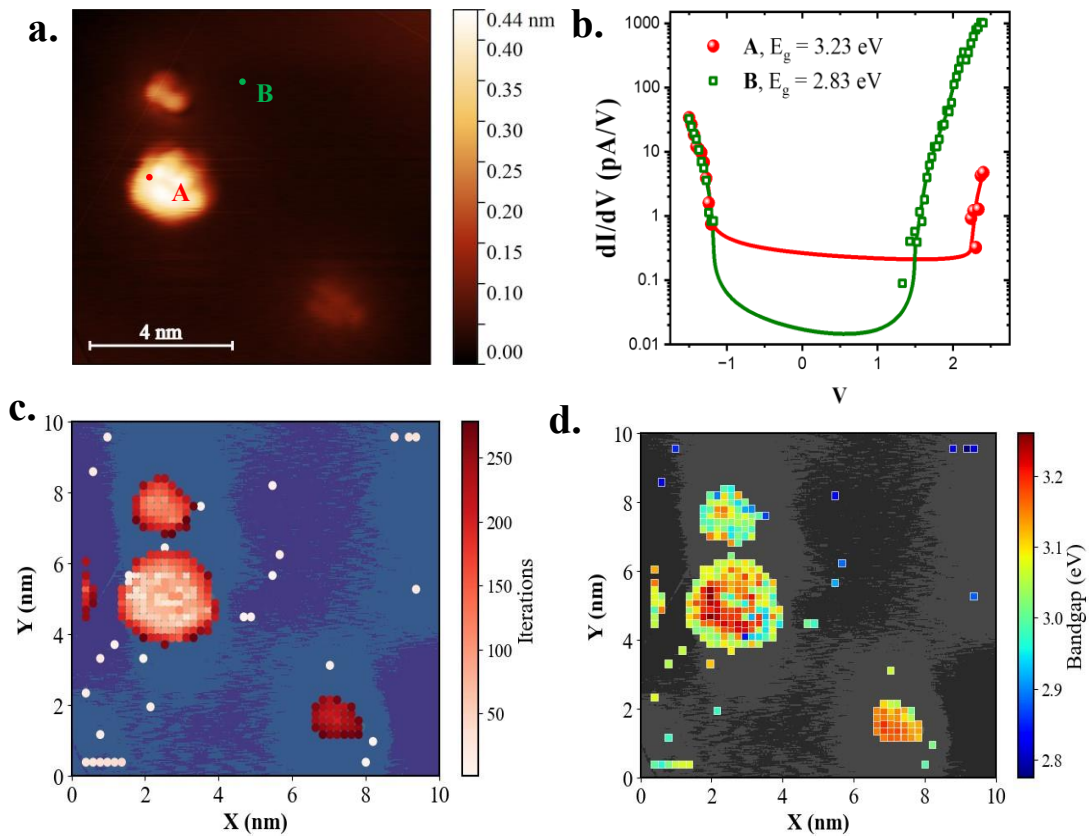 a.
A
B
4 nm
0.44 nm
0.40
0.35
0.30
0.25
0.20
0.15
0.10
0.00
b.
A, E_g = 3.23 eV
B, E_g = 2.83 eV
dI/dV (pA/V)
1000
100
10
1
0.1
0.01
−1
0
1
2
V
c.
Y (nm)
10
8
6
4
2
0
0
2
4
6
8
10
X (nm)
250
200
150
100
50
Iterations
d.
Y (nm)
10
8
6
4
2
0
0
2
4
6
8
10
X (nm)
3.2
3.1
3.0
2.9
2.8
Bandgap (eV)